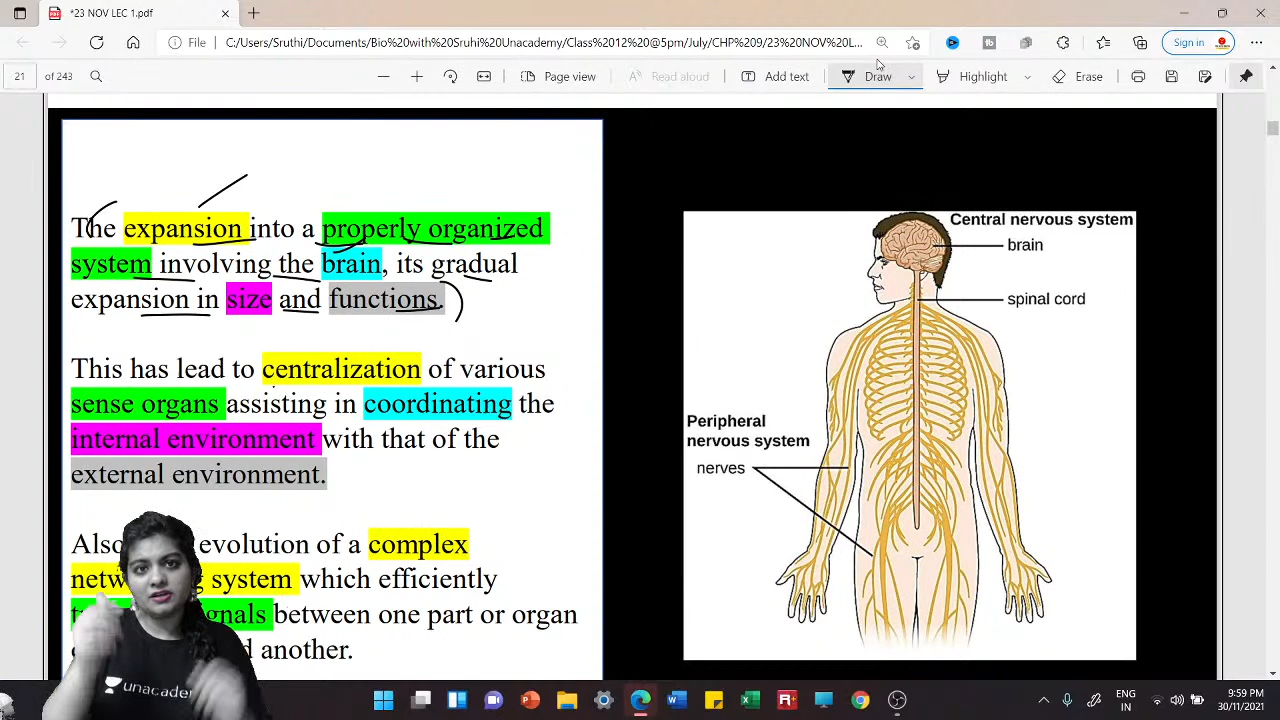 *23 NOV LEC 1.pdf
File
C:/Users/Sruthi/Documents/Bio%20with%20Sruhi%20Un?academy/Class%2012%20@5pm/July/CHP%209/23%20NOV%20L...
Sign in
21 of 243
Page view
Read aloud
Add text
Draw
Highlight
Erase
The expansion into a properly organized
system involving the brain, its gradual
expansion in size and functions.
This has lead to centralization of various
sense organs assisting in coordinating the
internal environment with that of the
external environment.
Also evolution of a complex
system which efficiently
between one part or organ
another.
Central nervous system
brain
spinal cord
Peripheral
nervous system
nerves
unacade
ENG
IN
9:59 PM
30/11/2021